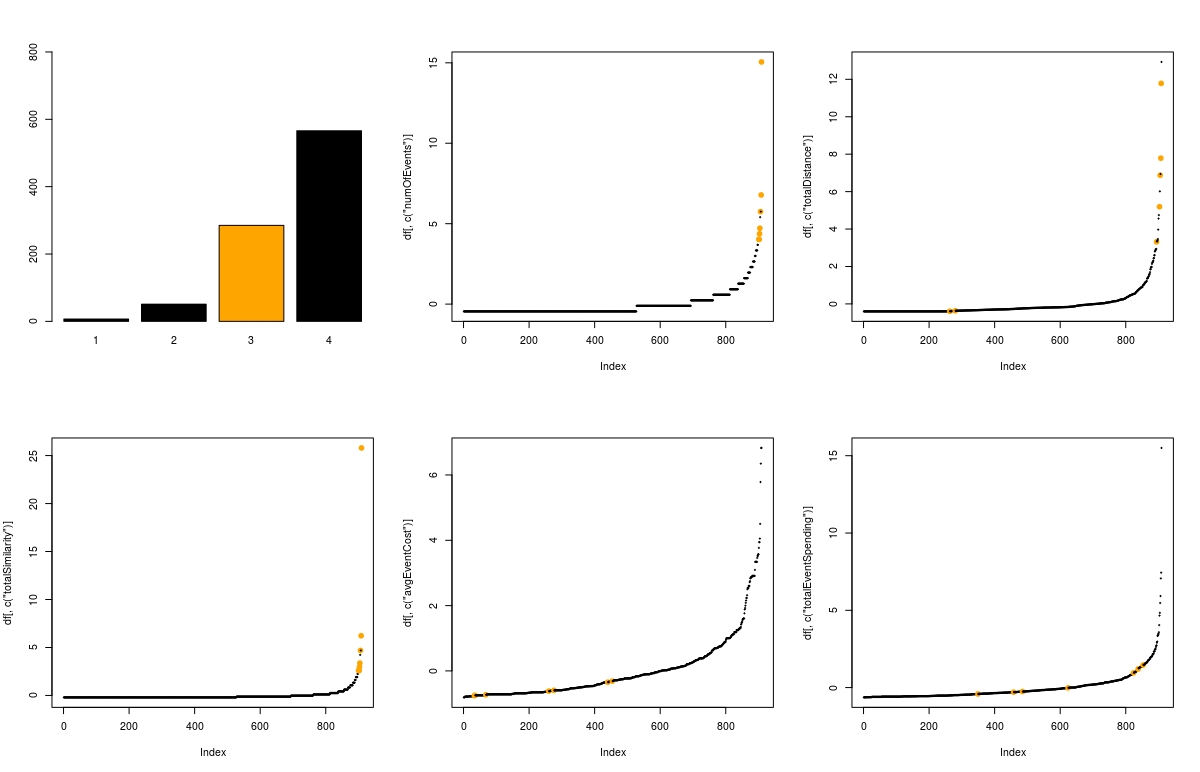 800
600
400
200
0
1 2 3 4
df[, c("numOfEvents")]
15
10
5
0
0 200 400 600 800
Index
df[, c("totalDistance")]
12
10
8
6
4
2
0
0 200 400 600 800
Index
df[, c("totalSimilarity")]
25
20
15
10
5
0
0 200 400 600 800
Index
df[, c("avgEventCost")]
6
4
2
0
0 200 400 600 800
Index
df[, c("totalEventSpending")]
15
10
5
0
0 200 400 600 800
Index